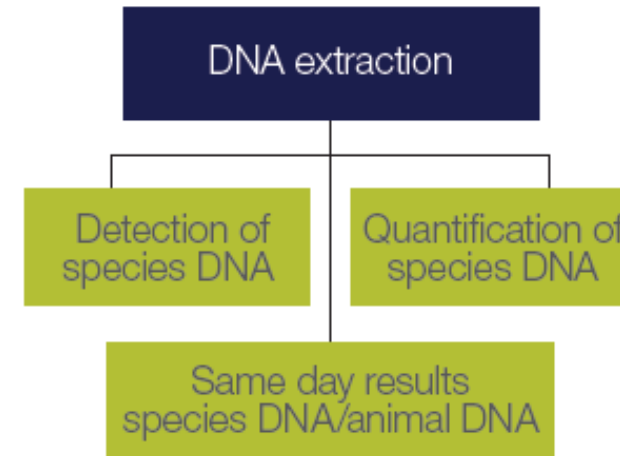 DNA extraction
Detection of
species DNA
Quantification of
species DNA
Same day results
species DNA/animal DNA